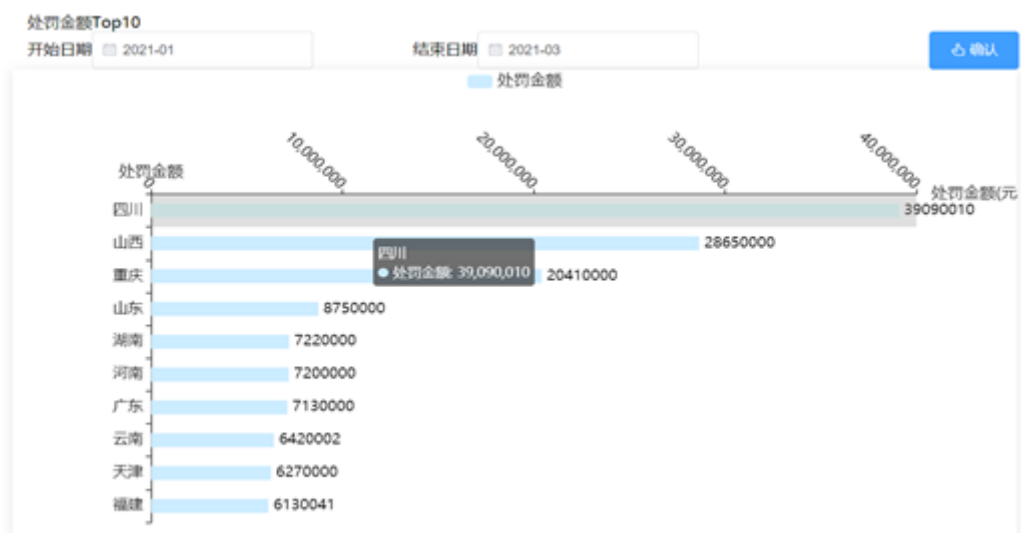 处罚金额Top10
开始日期 2021-01 结束日期 2021-03 确认
处罚金额
0 10,000,000 20,000,000 30,000,000 40,000,000
处罚金额
处罚金额(元
四川 39090010
山西 28650000
四川
处罚金额: 39,090,010
重庆 20410000
山东 8750000
湖南 7220000
河南 7200000
广东 7130000
云南 6420002
天津 6270000
福建 6130041